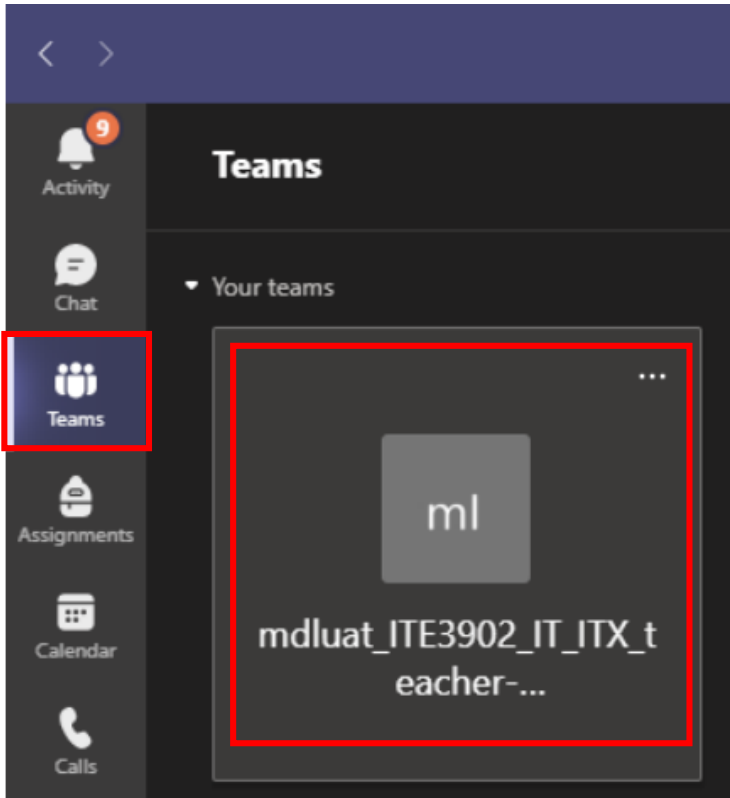 9
Activity
Teams
Chat
Your teams
Teams
...
ml
Assignments
mdluat_ITE3902_IT_ITX_t
eacher-...
Calendar
Calls